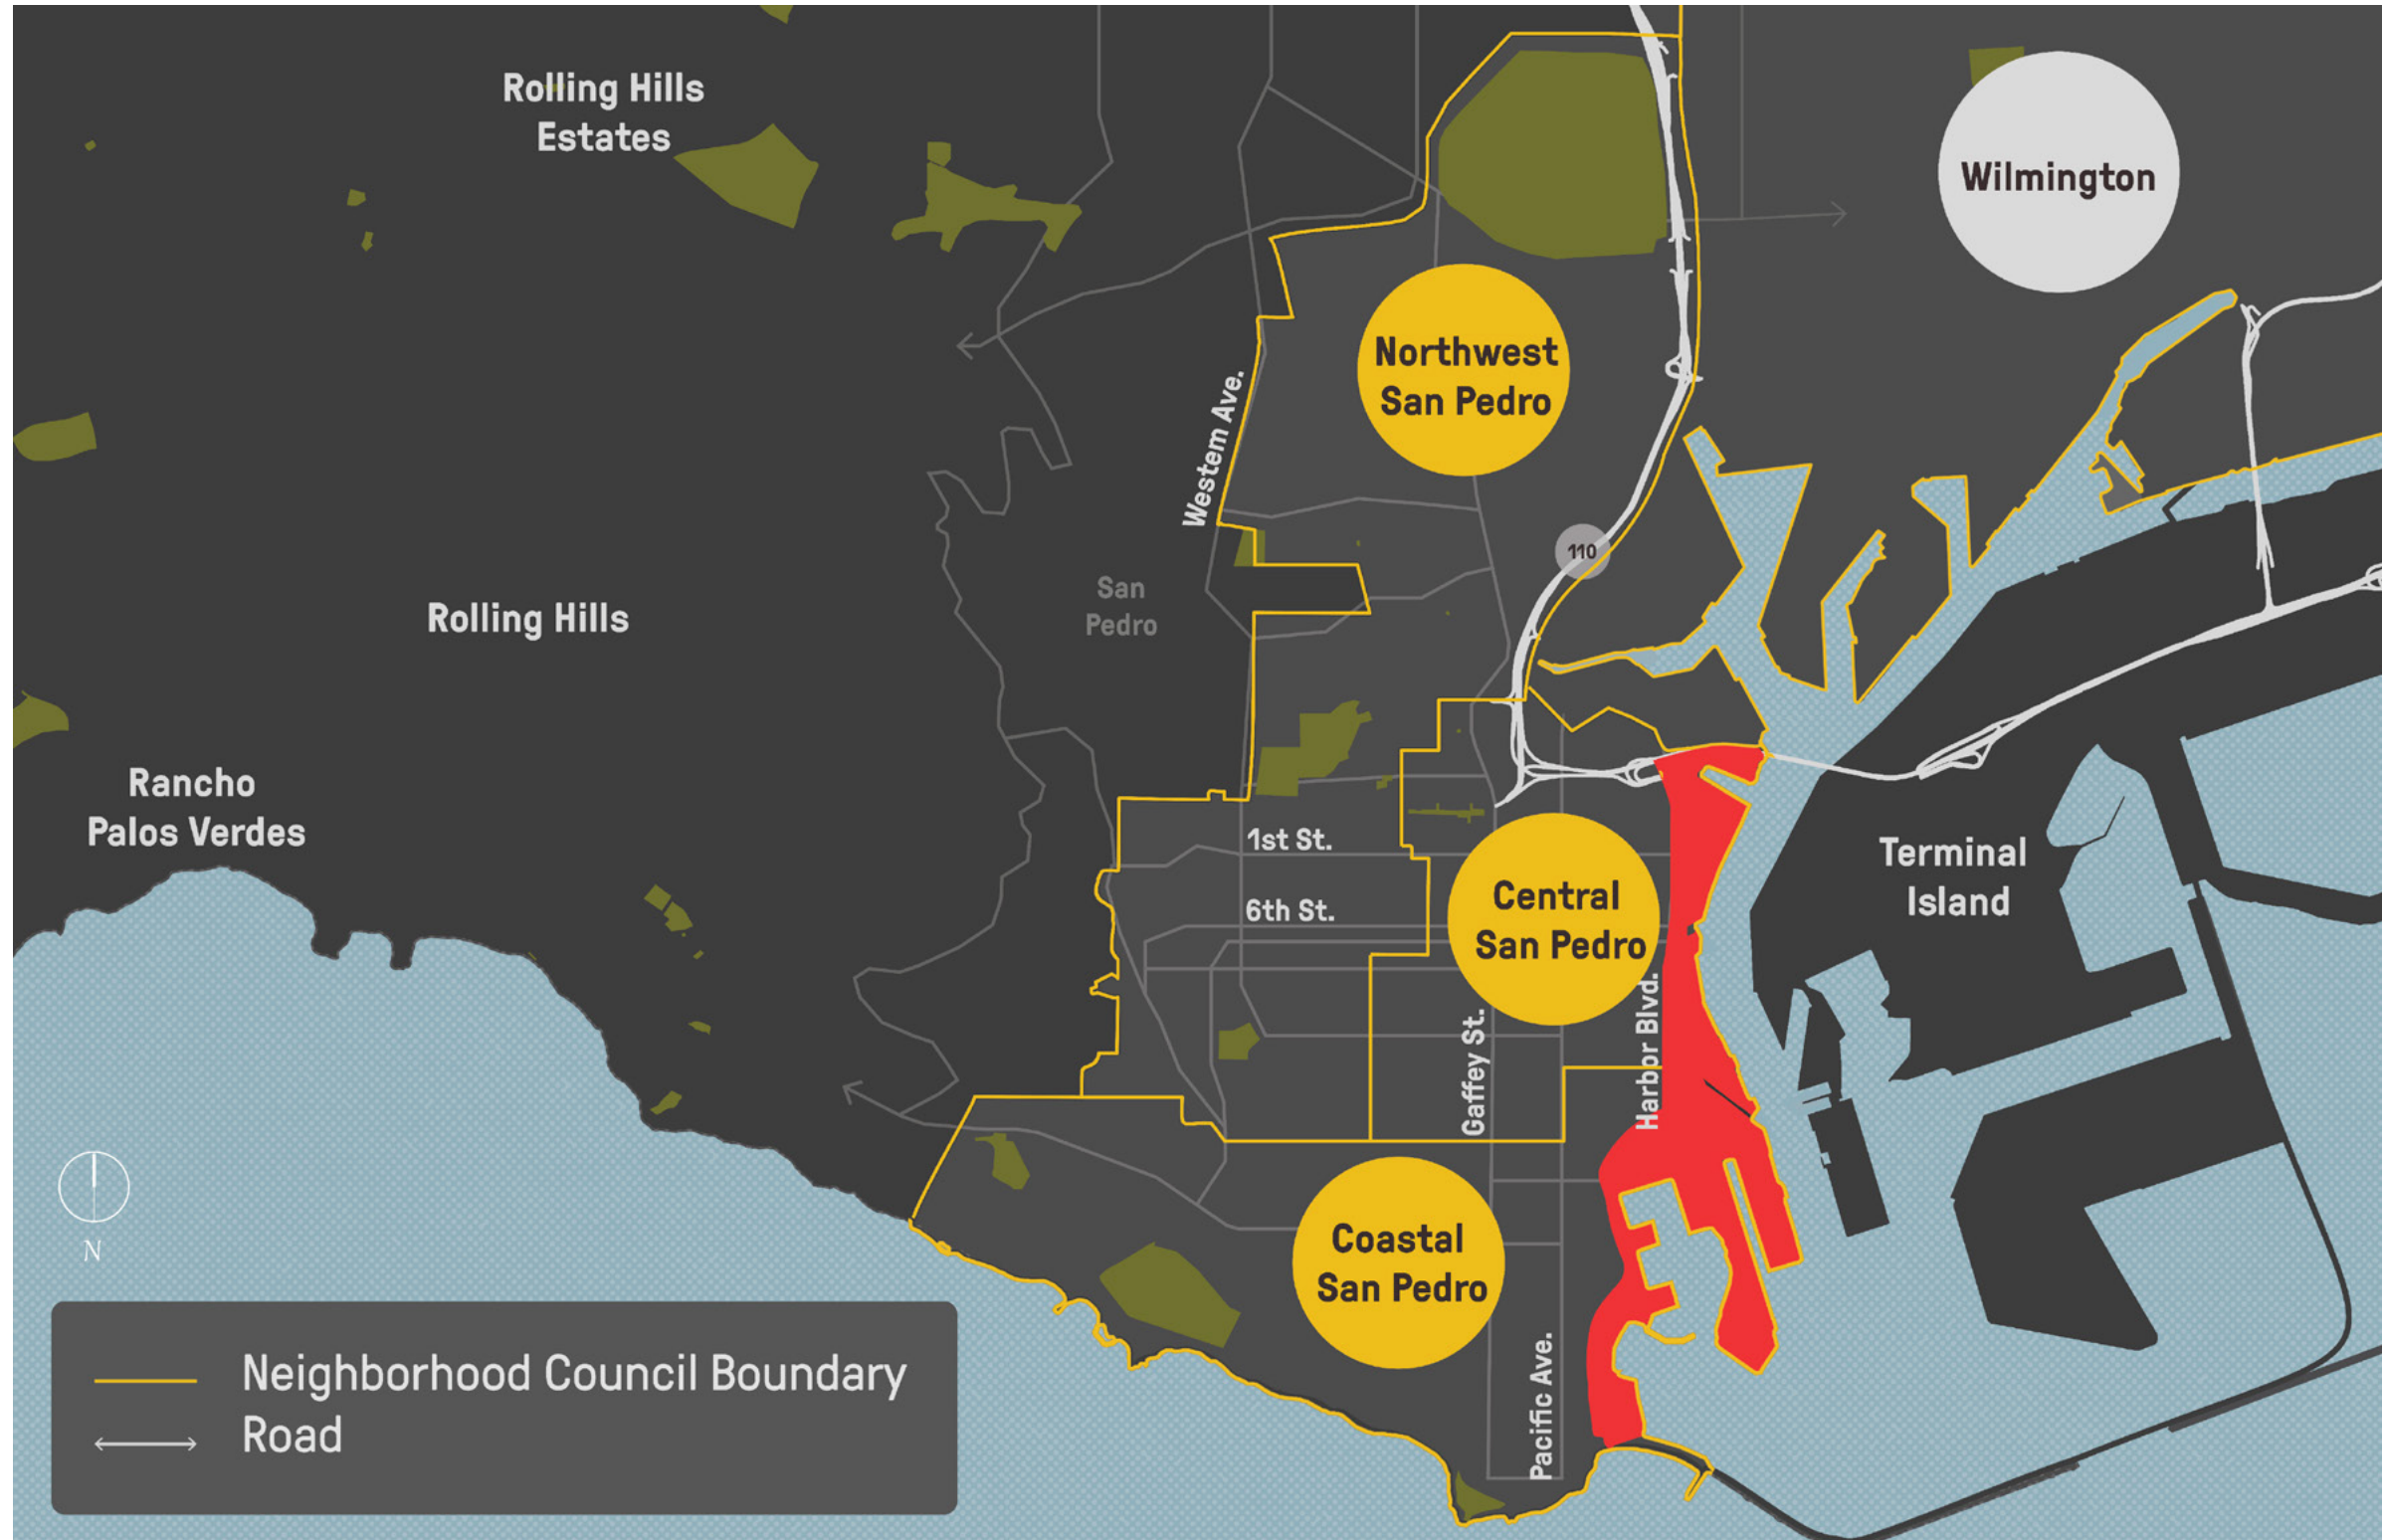 Rolling Hills
Estates
Wilmington
Northwest
San Pedro
Western Ave.
110
San
Pedro
Rolling Hills
Rancho
Palos Verdes
1st St.
Terminal
Island
6th St.
Central
San Pedro
Harbor Blvd.
Gaffey St.
Coastal
San Pedro
Pacific Ave.
N
Neighborhood Council Boundary
Road